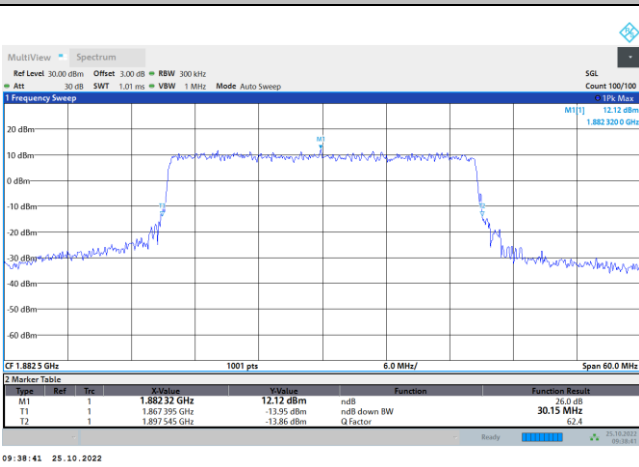 MultiView Spectrum
Ref Level 30.00 dBm Offset 3.00 dB RBW 300 kHz SGL
Att 30 dB SWT 1.01 ms VBW 1 MHz Mode Auto Sweep Count 100/100
1 Frequency Sweep 1Pk Max
M1[1] 12.12 dBm
1.882 320 0 GHz
20 dBm
M1
10 dBm
0 dBm
-10 dBm
T1 T2
-20 dBm
-30 dBm
-40 dBm
-50 dBm
-60 dBm
CF 1.882 5 GHz 1001 pts 6.0 MHz/ Span 60.0 MHz
2 Marker Table
Type Ref Trc X-Value Y-Value Function Function Result
M1 1 1.882 32 GHz 12.12 dBm ndB 26.0 dB
T1 1 1.867 395 GHz -13.95 dBm ndB down BW 30.15 MHz
T2 1 1.897 545 GHz -13.86 dBm Q Factor 62.4
Ready 25.10.2022
09:38:41
09:38:41 25.10.2022